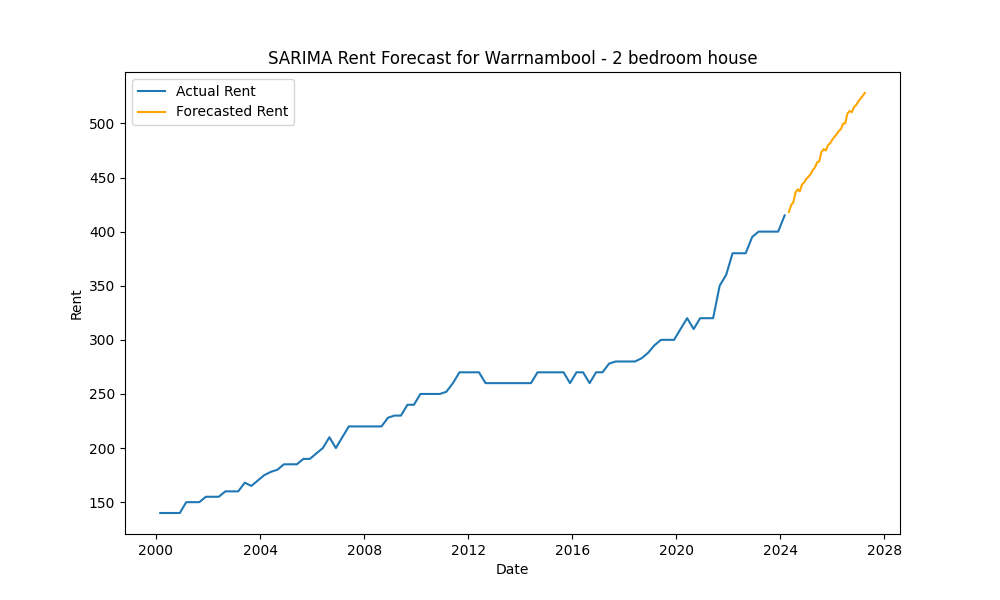 SARIMA Rent Forecast for Warrnambool - 2 bedroom house
Actual Rent
Forecasted Rent
500
450
400
350
300
250
200
150
Rent
2000 2004 2008 2012 2016 2020 2024 2028
Date